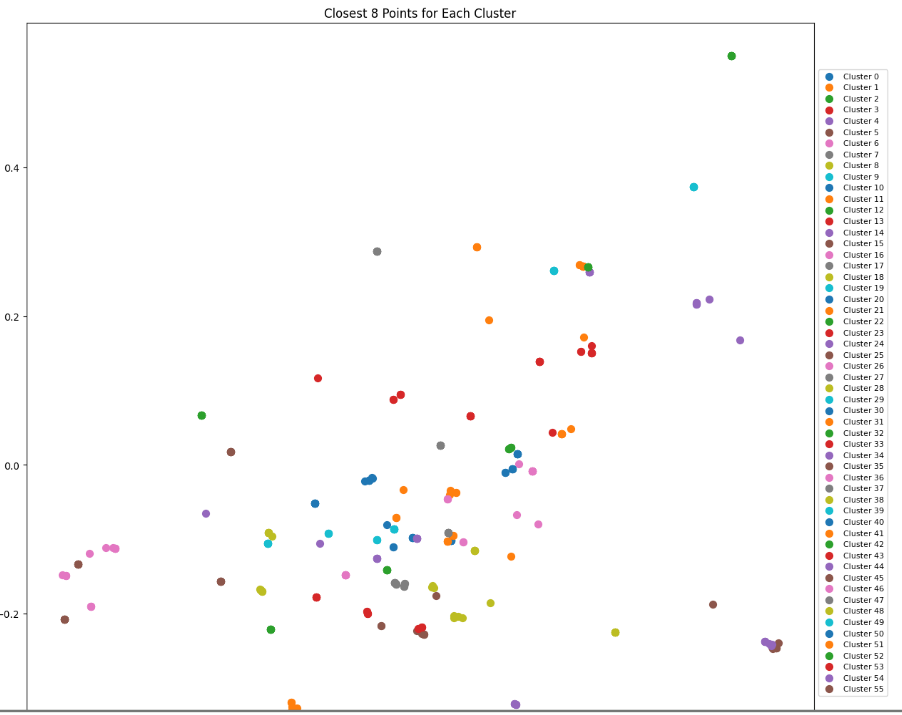 Closest 8 Points for Each Cluster
0.4
0.2
0.0
-0.2
Cluster 0
Cluster 1
Cluster 2
Cluster 3
Cluster 4
Cluster 5
Cluster 6
Cluster 7
Cluster 8
Cluster 9
Cluster 10
Cluster 11
Cluster 12
Cluster 13
Cluster 14
Cluster 15
Cluster 16
Cluster 17
Cluster 18
Cluster 19
Cluster 20
Cluster 21
Cluster 22
Cluster 23
Cluster 24
Cluster 25
Cluster 26
Cluster 27
Cluster 28
Cluster 29
Cluster 30
Cluster 31
Cluster 32
Cluster 33
Cluster 34
Cluster 35
Cluster 36
Cluster 37
Cluster 38
Cluster 39
Cluster 40
Cluster 41
Cluster 42
Cluster 43
Cluster 44
Cluster 45
Cluster 46
Cluster 47
Cluster 48
Cluster 49
Cluster 50
Cluster 51
Cluster 52
Cluster 53
Cluster 54
Cluster 55